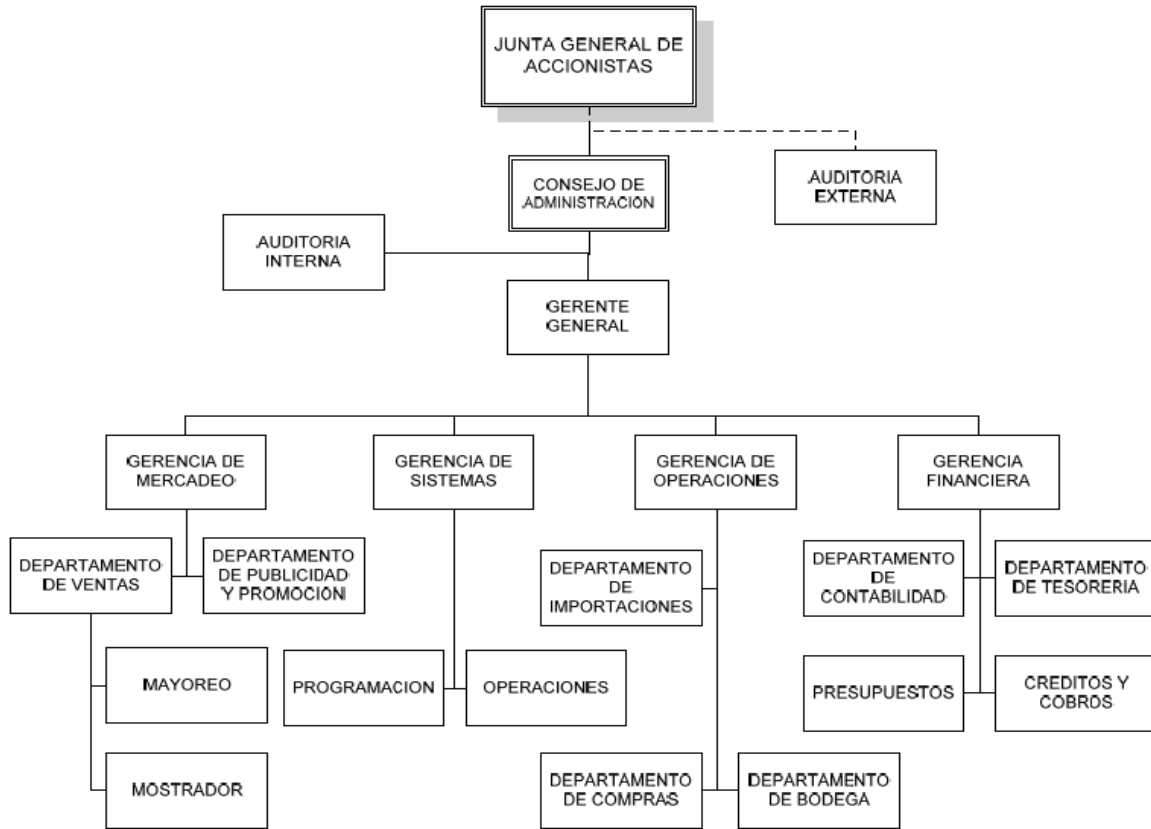 JUNTA GENERAL DE
ACCIONISTAS
CONSEJO DE
ADMINISTRACIÓN
AUDITORIA
EXTERNA
AUDITORIA
INTERNA
GERENTE
GENERAL
GERENCIA DE
MERCADEO
GERENCIA DE
SISTEMAS
GERENCIA DE
OPERACIONES
GERENCIA
FINANCIERA
DEPARTAMENTO
DE VENTAS
DEPARTAMENTO
DE PUBLICIDAD
Y PROMOCIÓN
DEPARTAMENTO
DE
IMPORTACIONES
DEPARTAMENTO
DE
CONTABILIDAD
DEPARTAMENTO
DE TESORERIA
MAYOREO
PROGRAMACION
OPERACIONES
PRESUPUESTOS
CREDITOS Y
COBROS
MOSTRADOR
DEPARTAMENTO
DE COMPRAS
DEPARTAMENTO
DE BODEGA